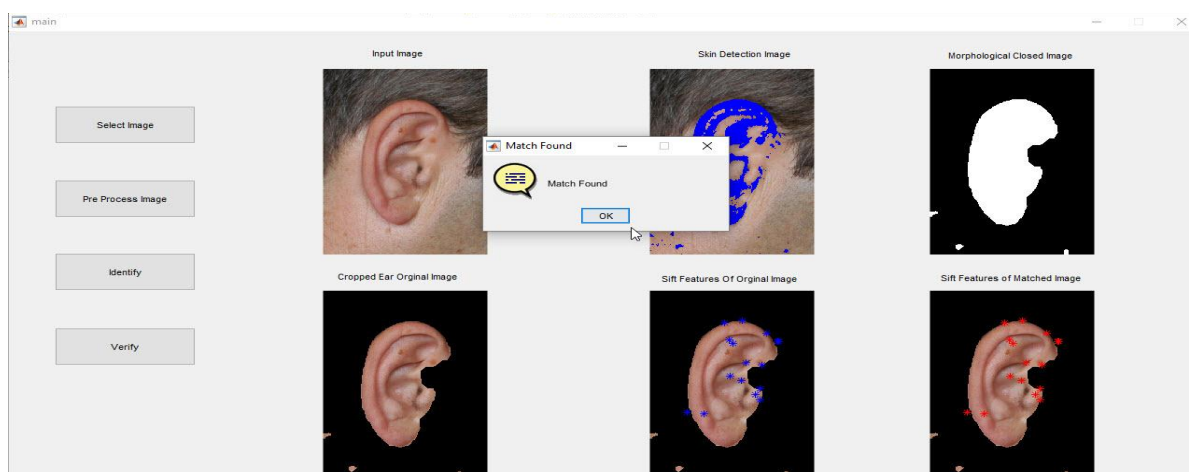 main
Input Image
Skin Detection Image
Morphological Closed Image
Select Image
Match Found
Match Found
OK
Pre Process Image
Identify
Cropped Ear Orginal Image
Sift Features Of Orginal Image
Sift Features of Matched Image
Verify